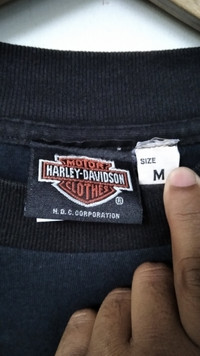 MOTOR
HARLEY-DAVIDSON
CLOTHES
®
H.D.C. CORPORATION
SIZE
M